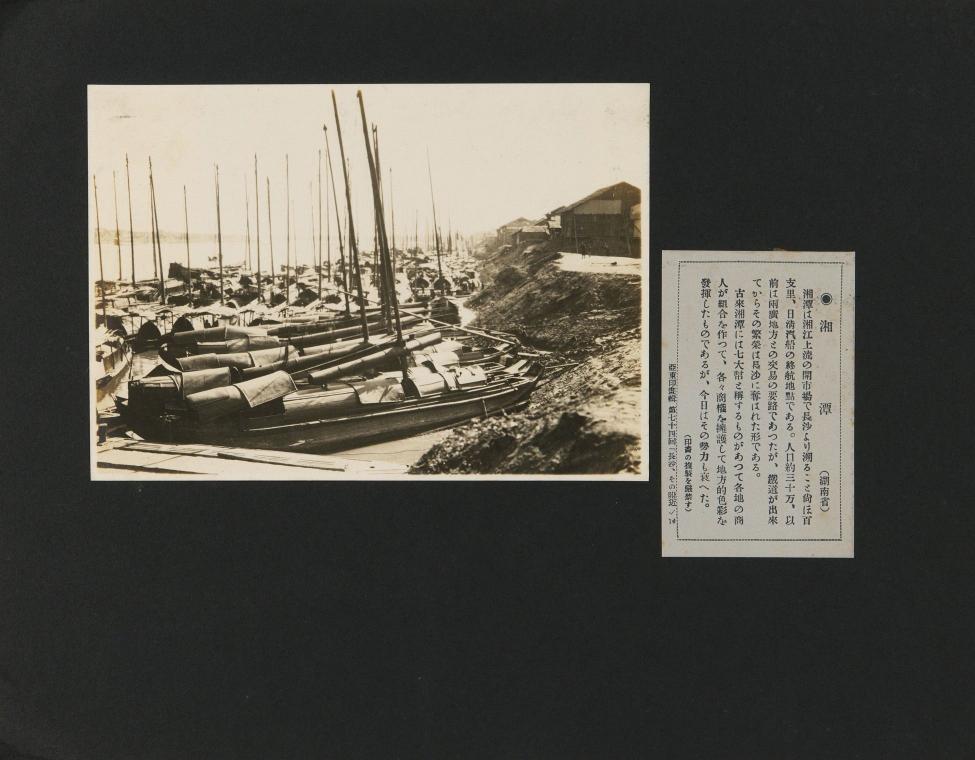 ◉湘潭
(湖南省)
湘潭は湘江上流の開市場で長沙より溯ること尙ほ百
支里、日淸汽船の終航地點である。人口約三十万、以
前は兩廣地方との交易の要路であつたが、鐵道が出來
てからその繁榮は長沙に奪はれた形である。
古來湘潭には七大幇と稱するものがあつて各地の商
人が組合を作つて、各々商權を擁護して地方的色彩を
發揮したものであるが、今日はその勢力も衰へた。
(印畵の複製を嚴禁す)
亞東印畫輯 第七十四回 長沙、その附近